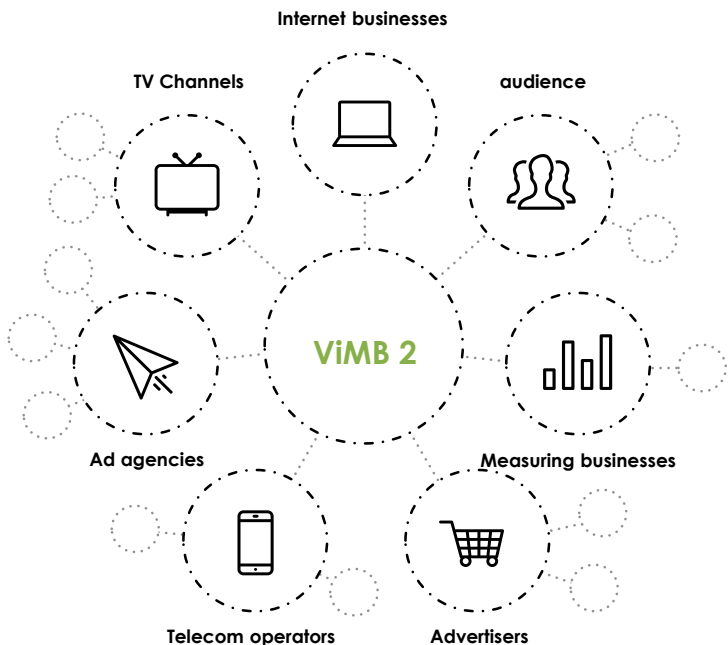 Internet businesses
TV Channels
audience
ViMB 2
Ad agencies
Measuring businesses
Telecom operators
Advertisers